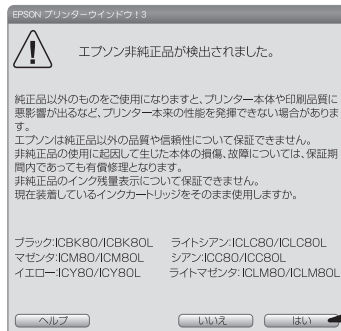 EPSON プリンターウインドウ!3
エプソン非純正品が検出されました。
純正品以外のものをご使用になりますと、プリンター本体や印刷品質に
悪影響が出るなど、プリンター本来の性能を発揮できない場合がありま
す。
エプソンは純正品以外の品質や信頼性について保証できません。
非純正品の使用に起因して生じた本体の損傷、故障については、保証期
間内であっても有償修理となります。
非純正品のインク残量表示について保証できません。
現在装着しているインクカートリッジをそのまま使用しますか。
ブラック:ICBK80/ICBK80L ライトシアン:ICLC80/ICLC80L
マゼンタ:ICM80/ICM80L シアン:ICC80/ICC80L
イエロー:ICY80/ICY80L ライトマゼンタ:ICLM80/ICLM80L
ヘルプ いいえ はい